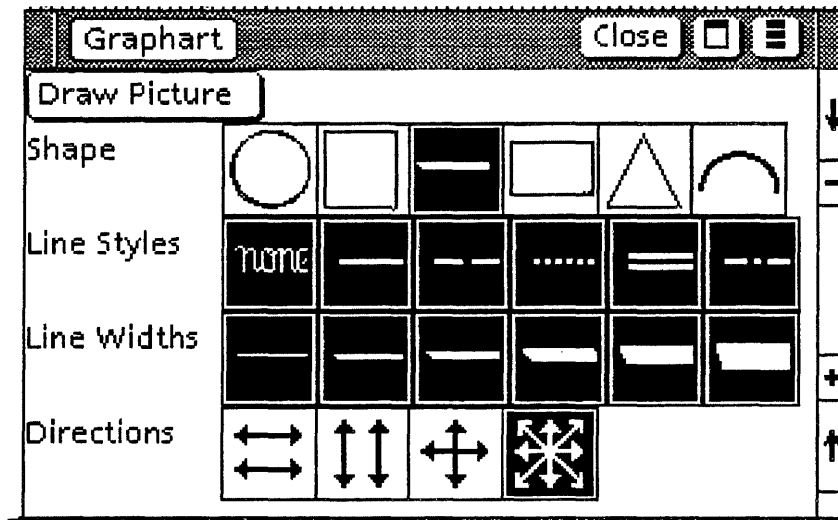 Graphart Close
Draw Picture
Shape
Line Styles none
Line Widths
Directions